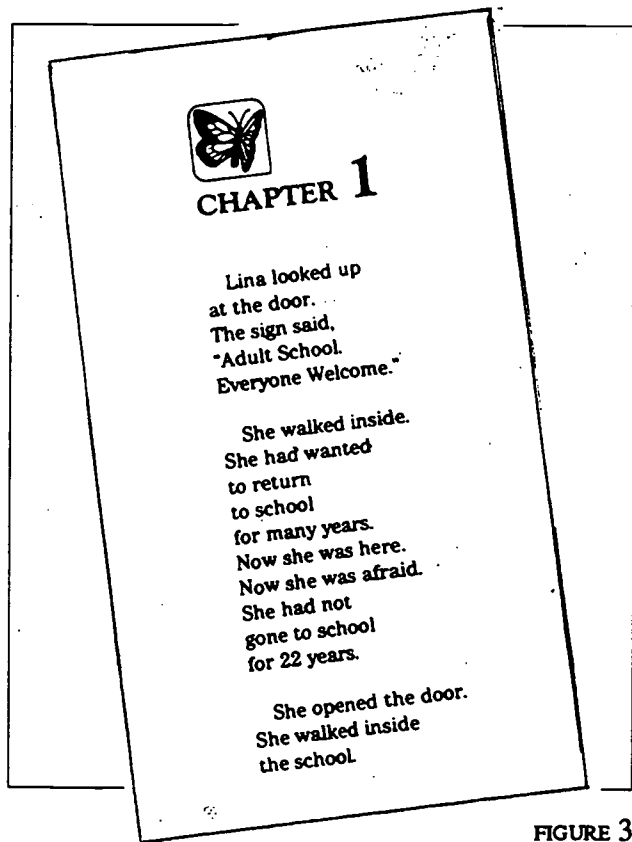 CHAPTER 1
Lina looked up
at the door.
The sign said,
"Adult School.
Everyone Welcome."
She walked inside.
She had wanted
to return
to school
for many years.
Now she was here.
Now she was afraid.
She had not
gone to school
for 22 years.
She opened the door.
She walked inside
the school.
FIGURE 3